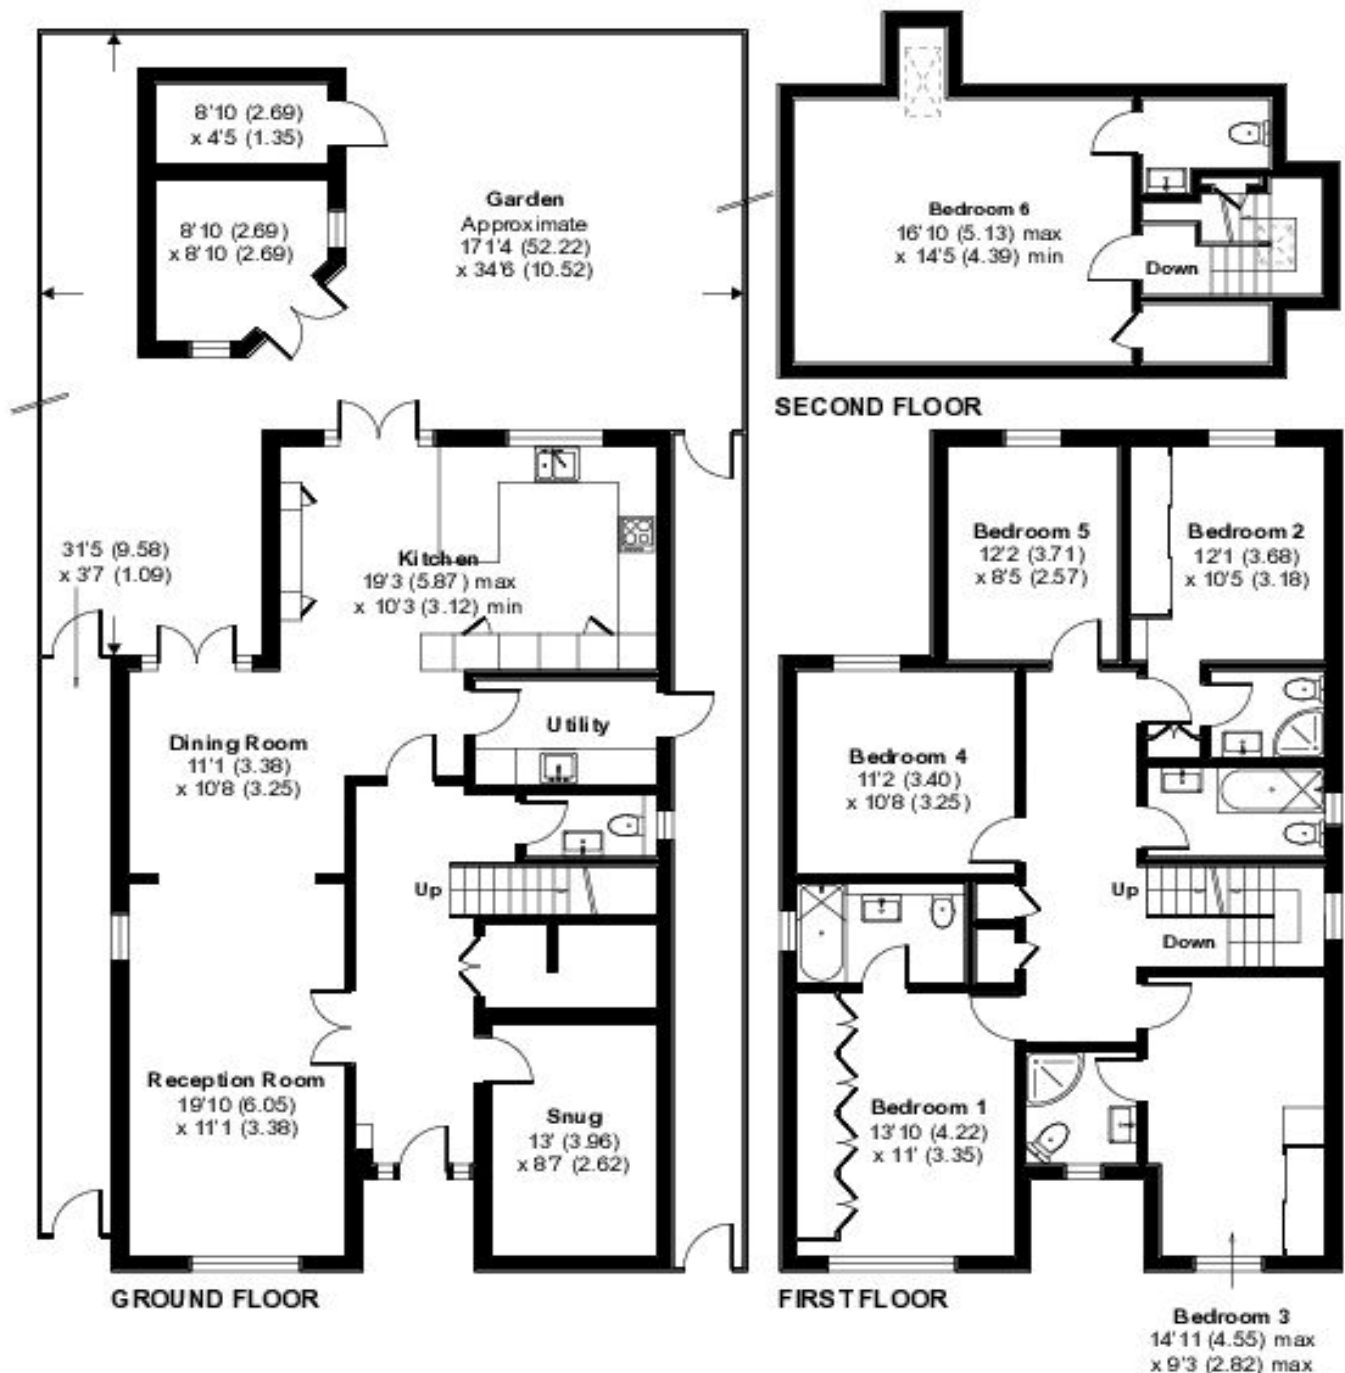 8'10 (2.69)
x 4'5 (1.35)
8'10 (2.69)
x 8'10 (2.69)
Garden
Approximate
171'4 (52.22)
x 34'6 (10.52)
31'5 (9.58)
x 3'7 (1.09)
Kitchen
19'3 (5.87) max
x 10'3 (3.12) min
Utility
Dining Room
11'1 (3.38)
x 10'8 (3.25)
Up
Reception Room
19'10 (6.05)
x 11'1 (3.38)
Snug
13' (3.96)
x 8'7 (2.62)
GROUND FLOOR
Bedroom 6
16'10 (5.13) max
x 14'5 (4.39) min
Down
SECOND FLOOR
Bedroom 5
12'2 (3.71)
x 8'5 (2.57)
Bedroom 2
12'1 (3.68)
x 10'5 (3.18)
Bedroom 4
11'2 (3.40)
x 10'8 (3.25)
Up
Down
Bedroom 1
13'10 (4.22)
x 11' (3.35)
FIRST FLOOR
Bedroom 3
14'11 (4.55) max
x 9'3 (2.82) max